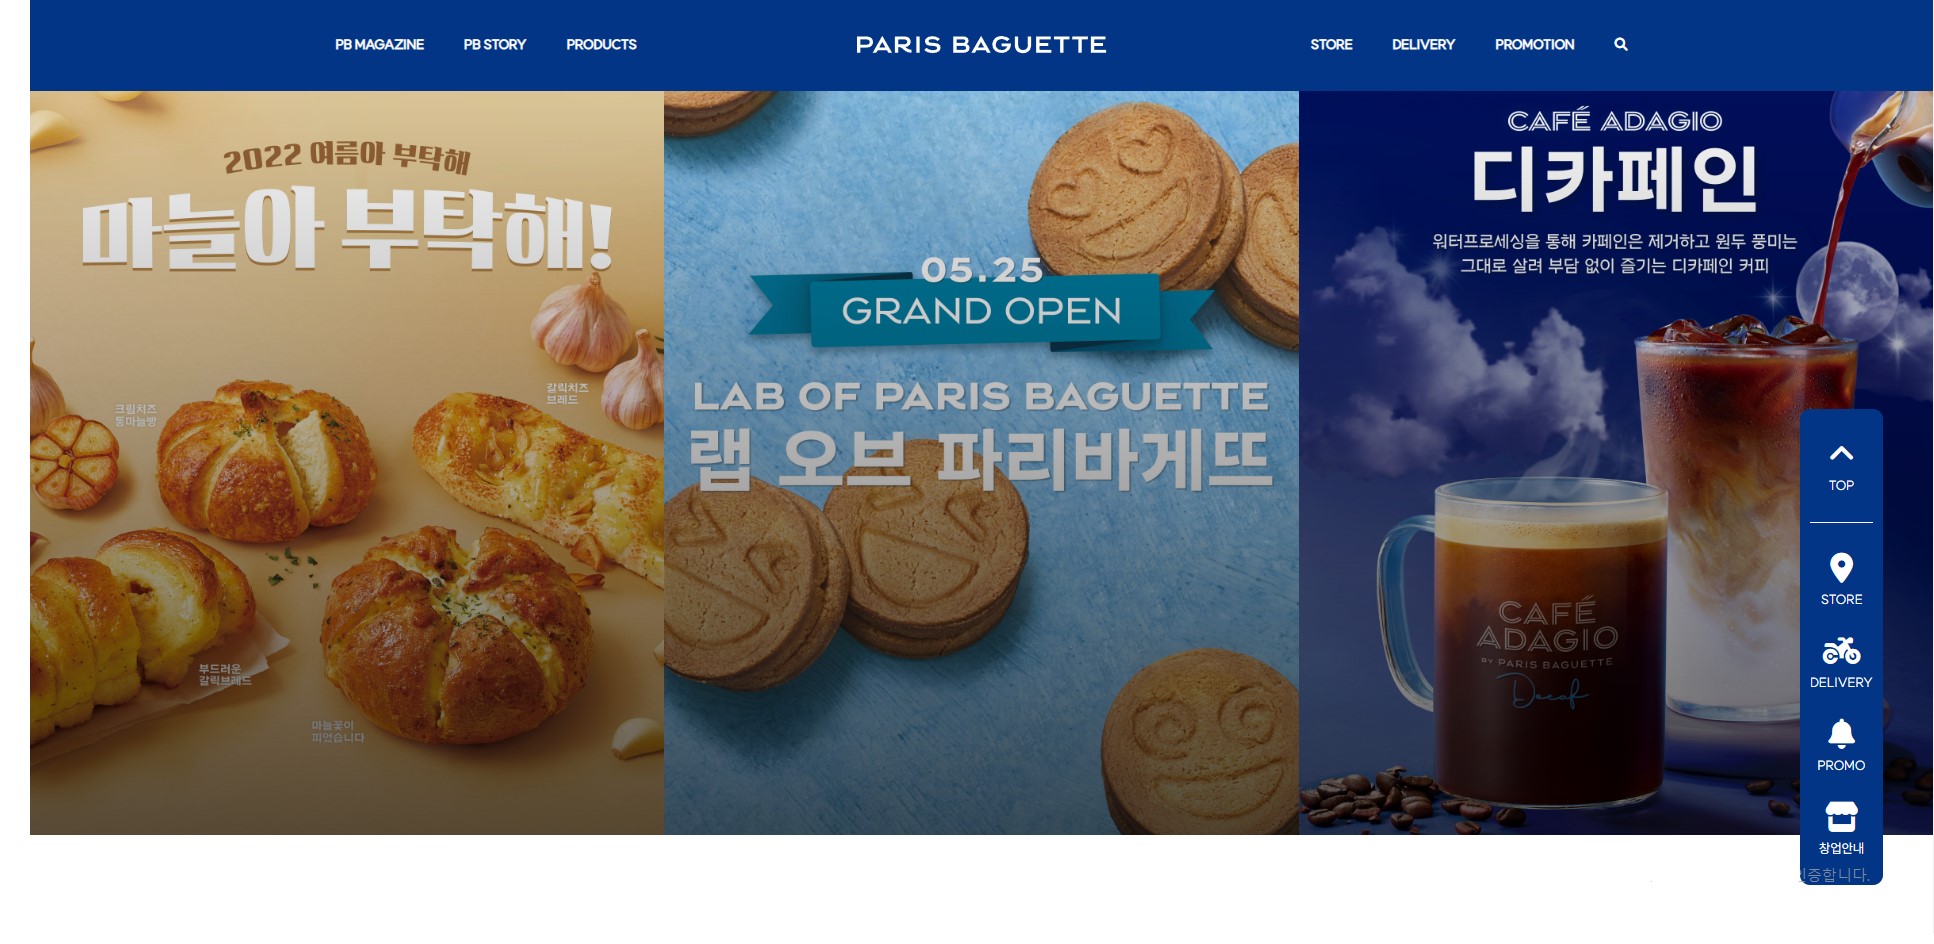 PB MAGAZINE PB STORY PRODUCTS PARIS BAGUETTE STORE DELIVERY PROMOTION
2022 여름아 부탁해
마늘아 부탁해!
갈릭치즈
브레드
크림치즈
통마늘빵
부드러운
갈릭브레드
마늘꽃이
피었습니다
05.25
GRAND OPEN
LAB OF PARIS BAGUETTE
랩 오브 파리바게뜨
CAFÉ ADAGIO
디카페인
워터프로세싱을 통해 카페인은 제거하고 원두 풍미는
그대로 살려 부담 없이 즐기는 디카페인 커피
CAFÉ
ADAGIO
BY PARIS BAGUETTE
Decaf
TOP
STORE
DELIVERY
PROMO
창업안내
인증합니다.